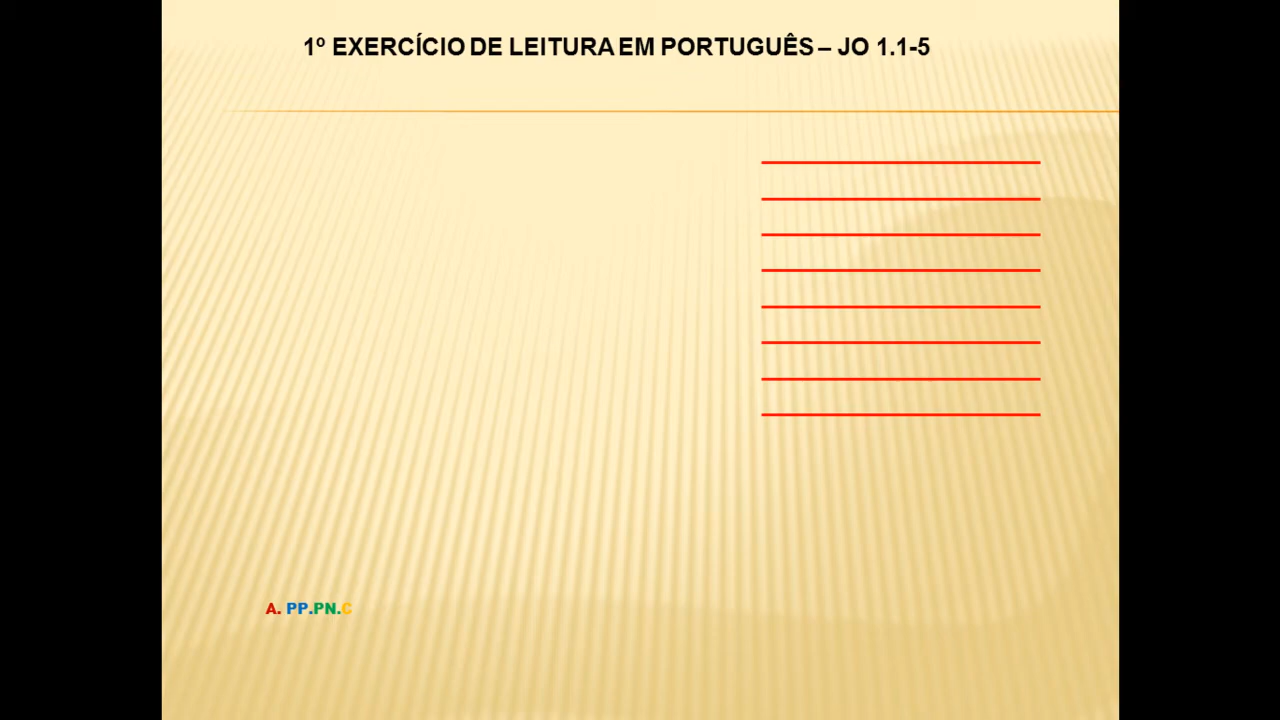 1º EXERCÍCIO DE LEITURA EM PORTUGUÊS – JO 1.1-5
A. PP.PN.C